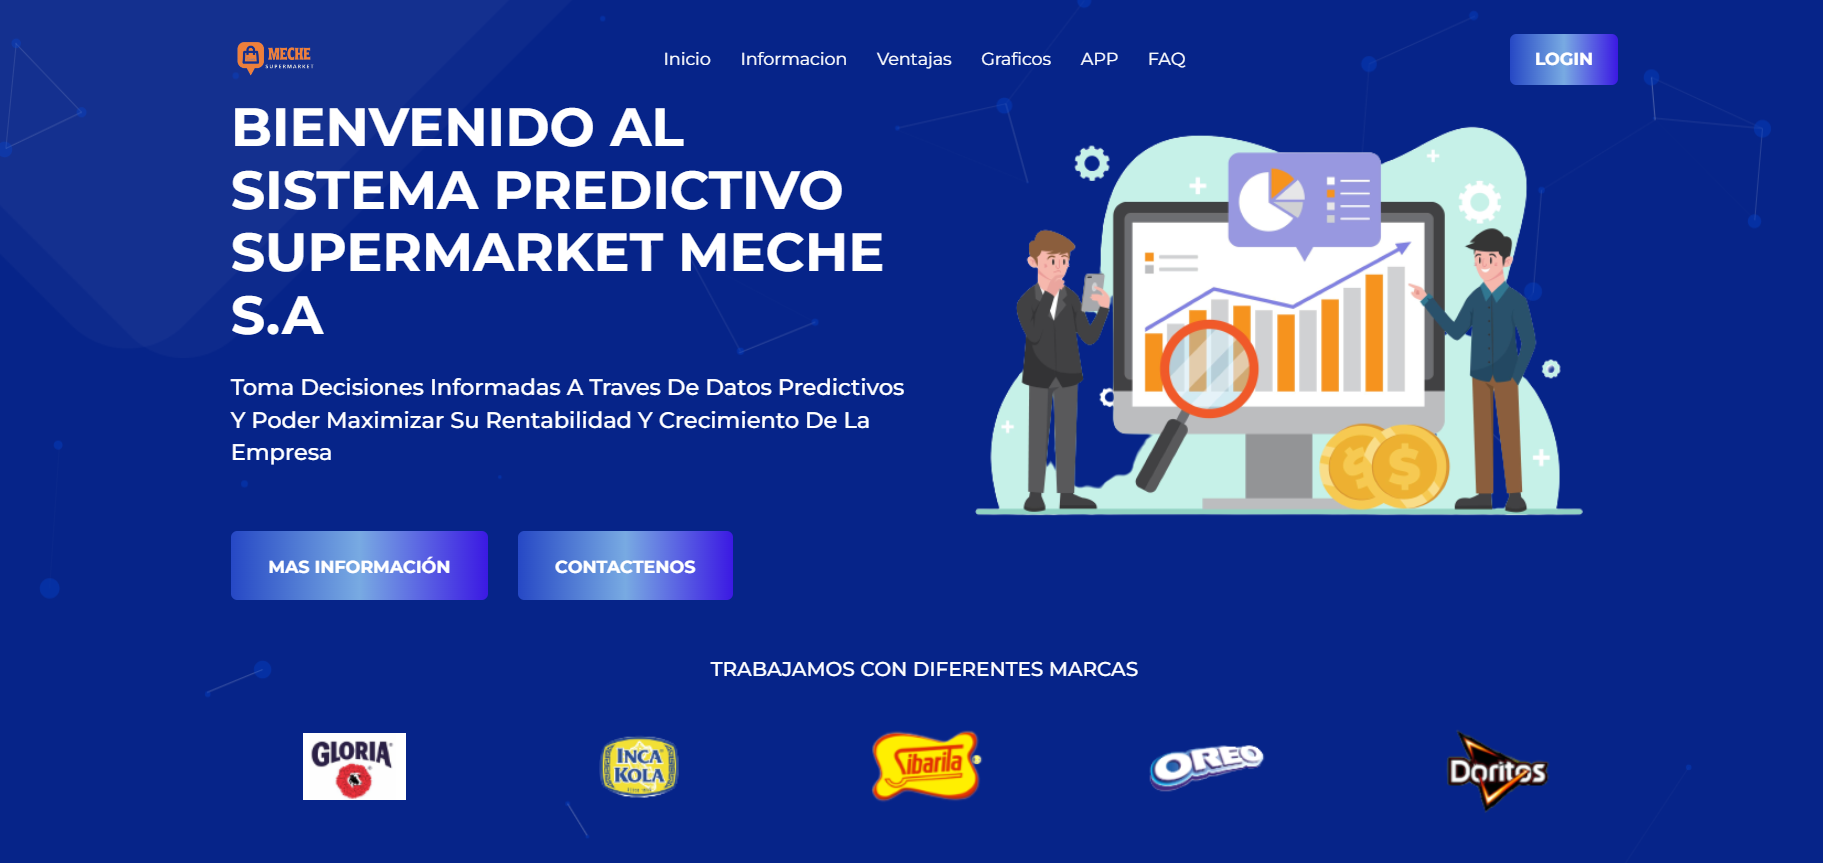 MECHE
SUPERMARKET
Inicio Informacion Ventajas Graficos APP FAQ
LOGIN
BIENVENIDO AL
SISTEMA PREDICTIVO
SUPERMARKET MECHE
S.A
Toma Decisiones Informadas A Traves De Datos Predictivos
Y Poder Maximizar Su Rentabilidad Y Crecimiento De La
Empresa
MAS INFORMACIÓN
CONTACTENOS
TRABAJAMOS CON DIFERENTES MARCAS
GLORIA
INCA
KOLA
Sibarita
OREO
Doritos